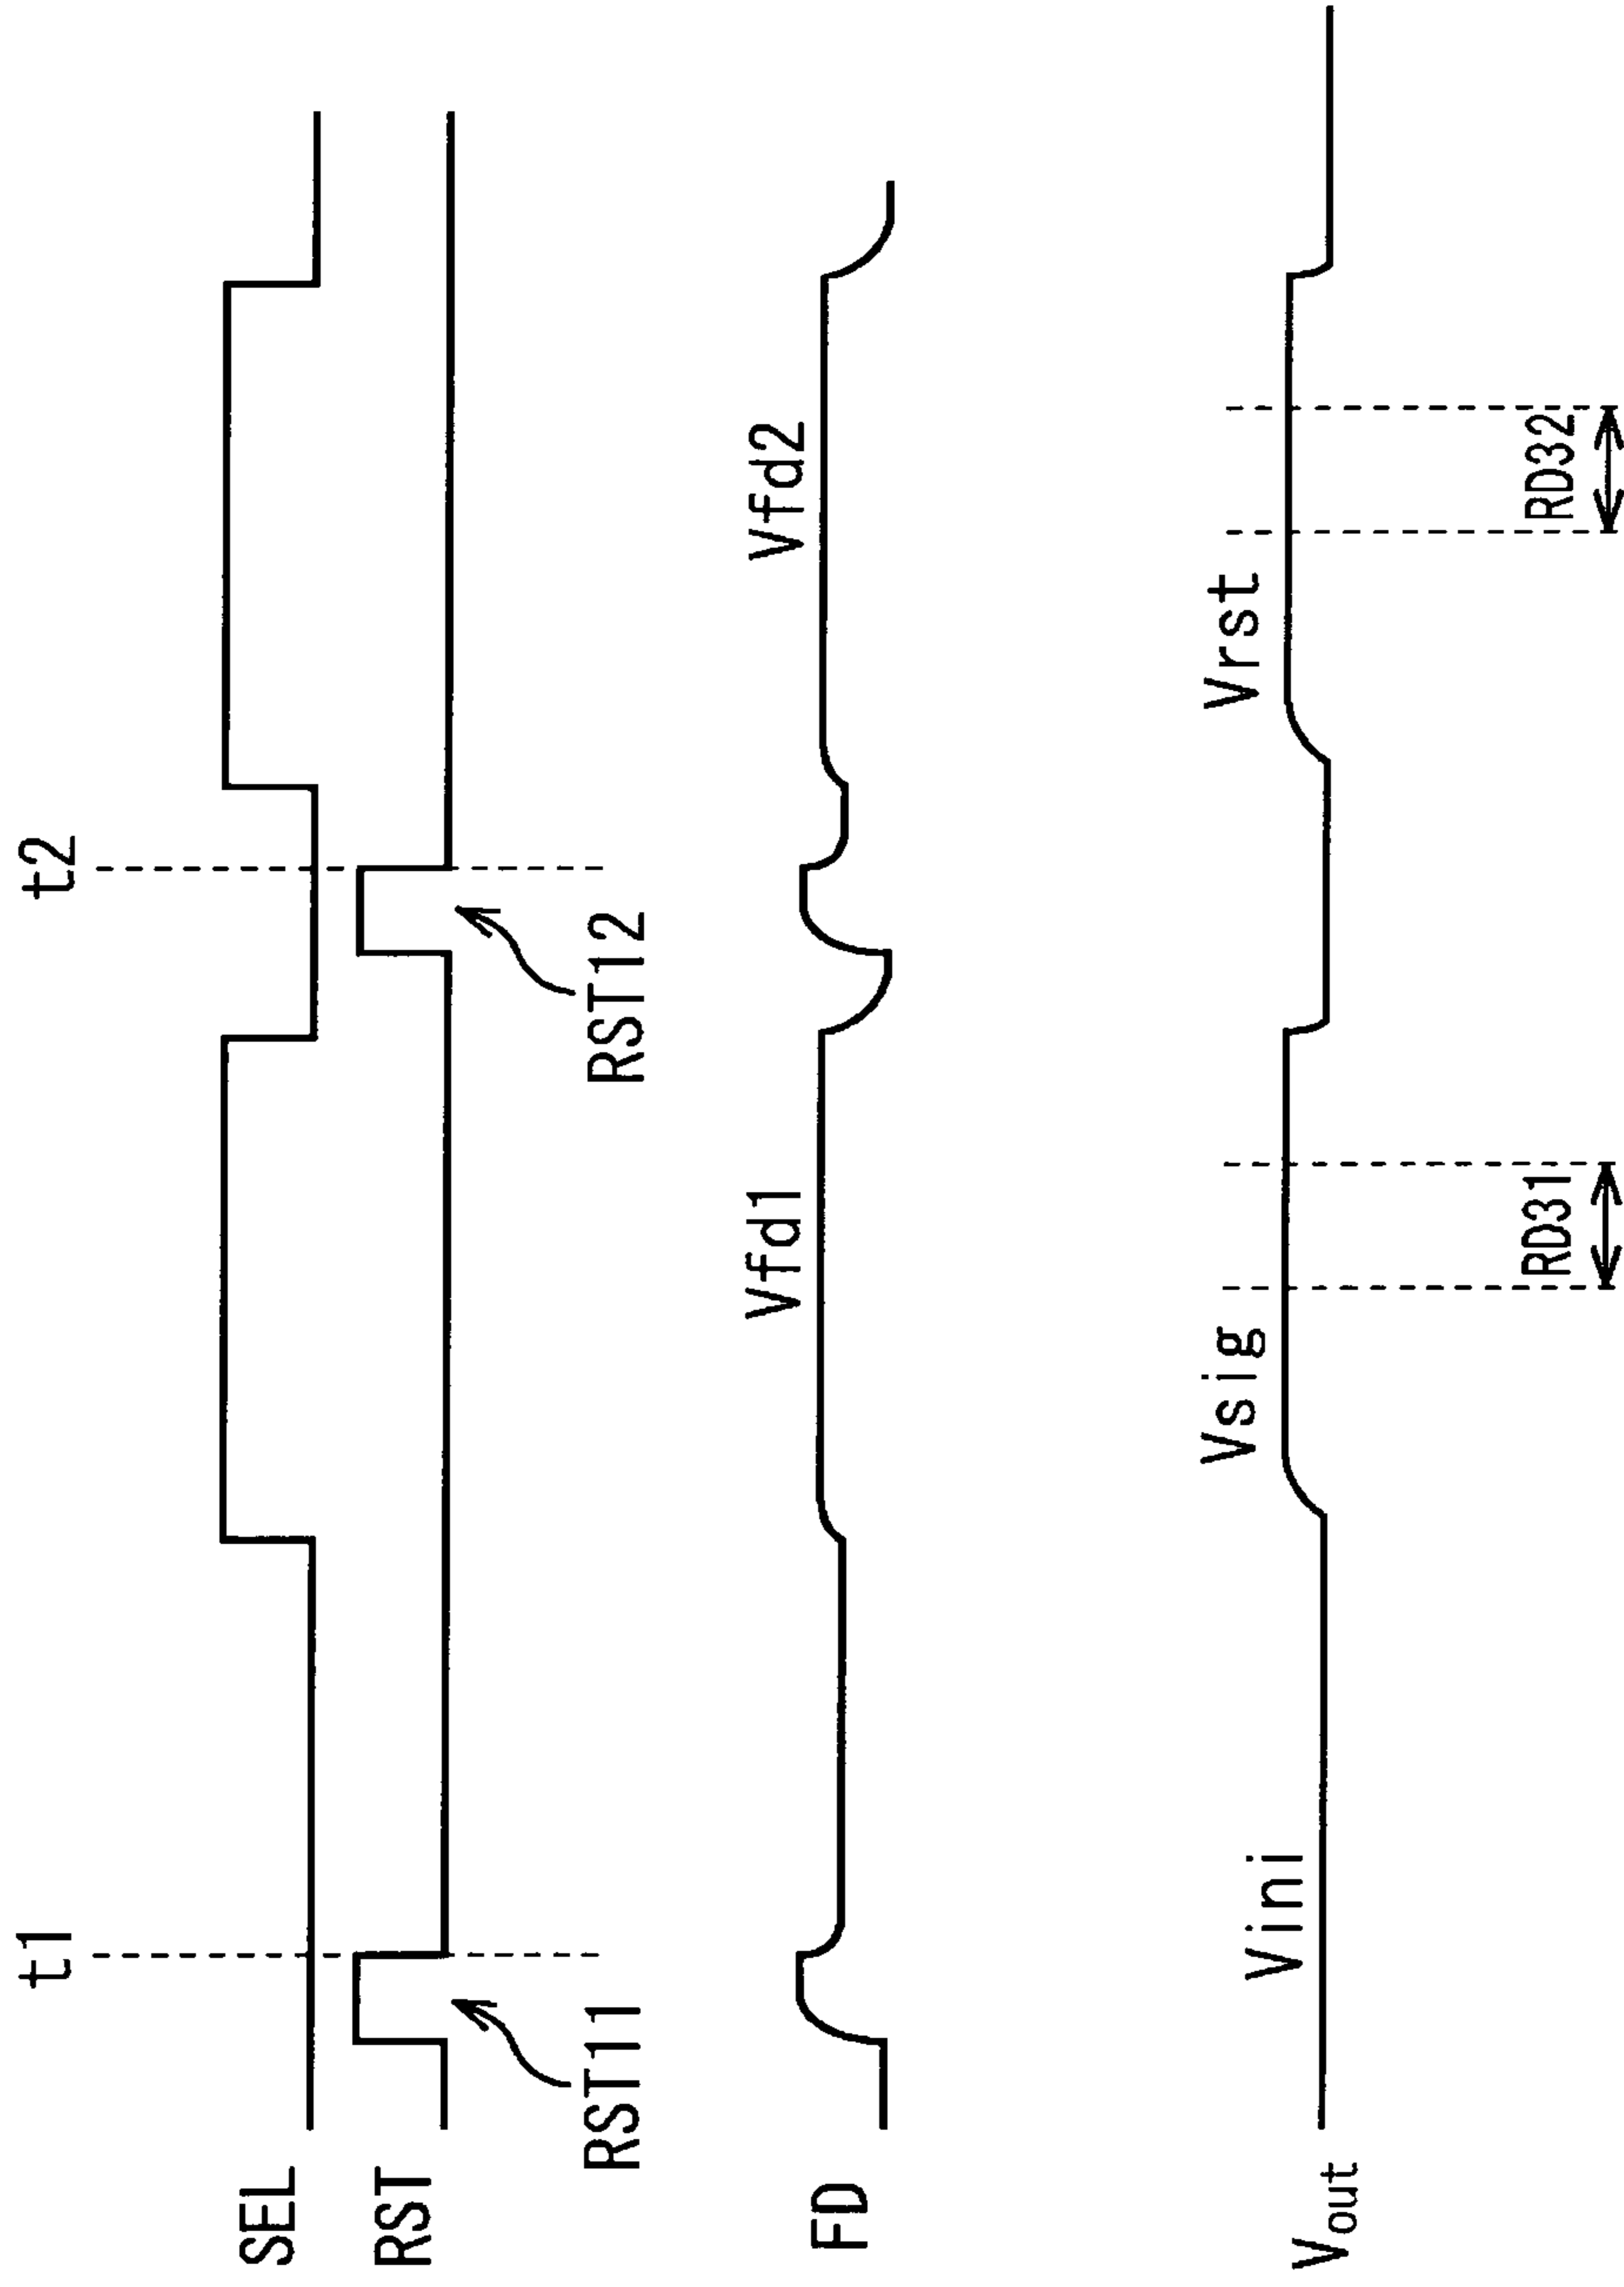 t1
t2
SEL
RST
RST11
RST12
FD
Vfd1
Vfd2
Vout
Vini
Vsig
Vrst
RD31
RD32